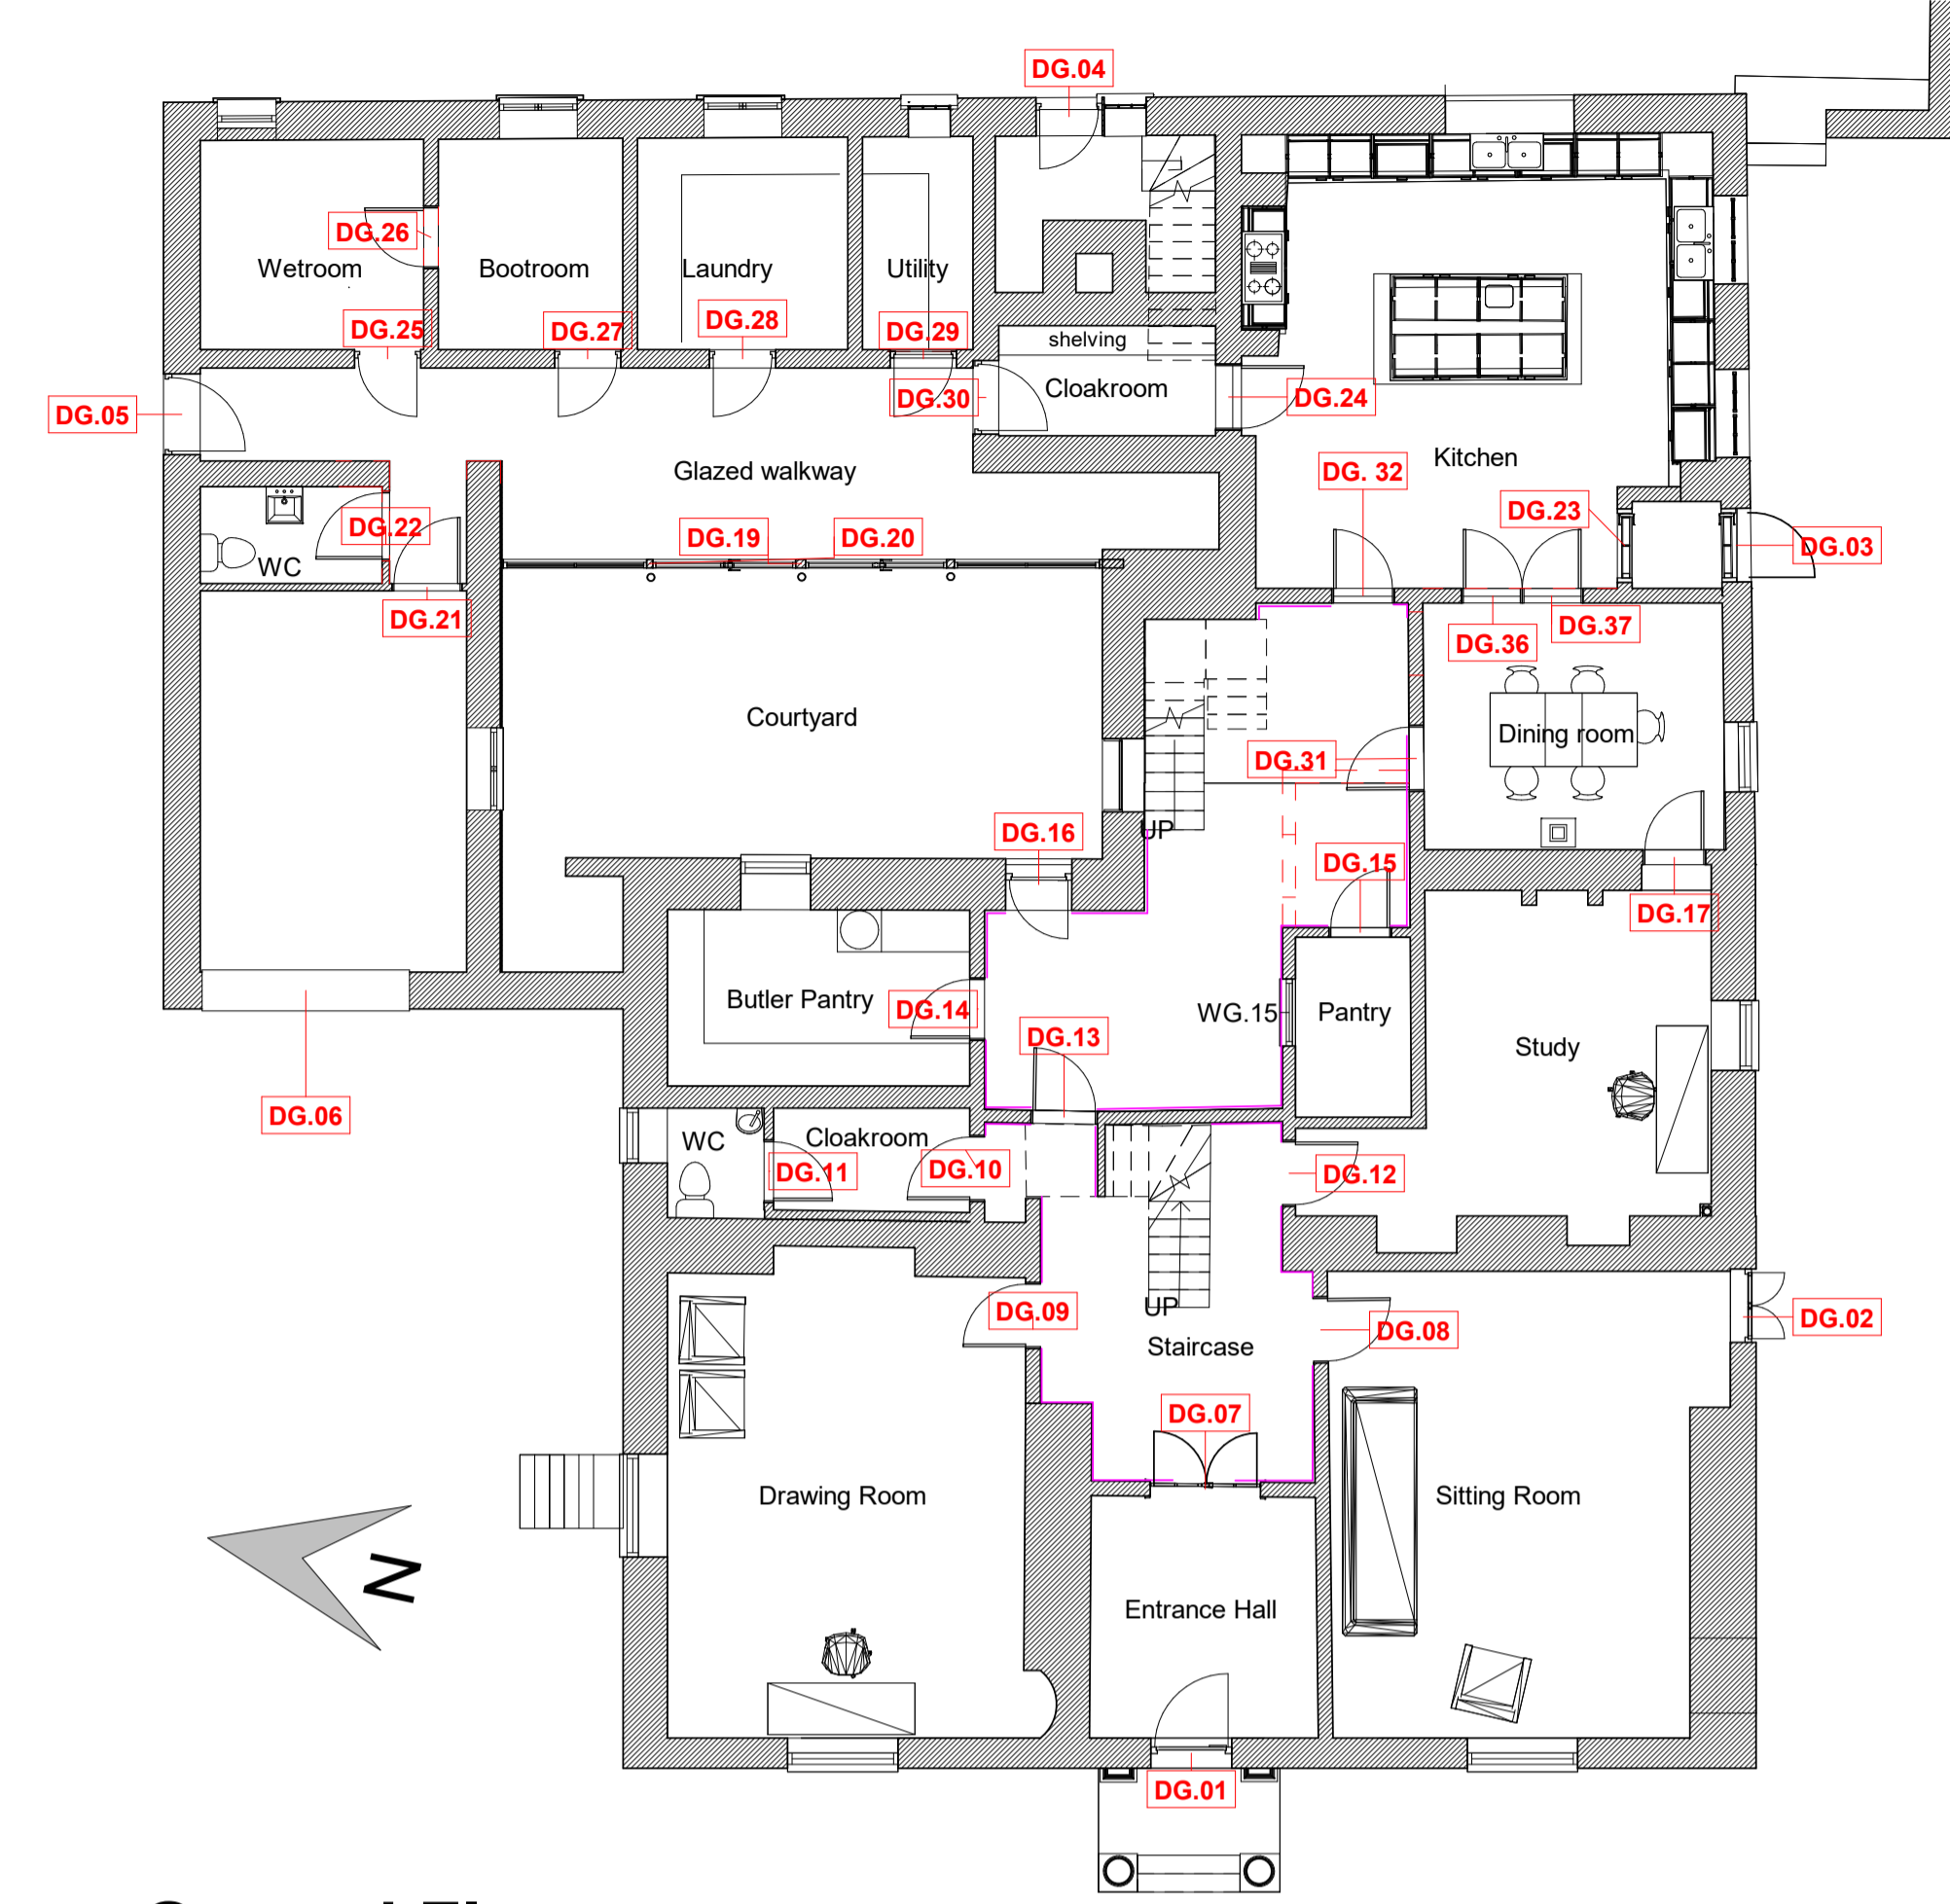 DG.04
DG.26
Wetroom
Bootroom
Laundry
Utility
DG.25
DG.27
DG.28
DG.29
shelving
DG.05
DG.30
Cloakroom
DG.24
Glazed walkway
Kitchen
DG. 32
DG.23
DG.22
DG.19
DG.20
DG.03
WC
DG.21
DG.36
DG.37
Courtyard
Dining room
DG.31
UP
DG.16
DG.15
DG.17
Butler Pantry
DG.14
WG.15
Pantry
DG.13
Study
DG.06
WC
Cloakroom
DG.11
DG.10
DG.12
DG.09
UP
DG.08
DG.02
Staircase
DG.07
Drawing Room
Sitting Room
N
Entrance Hall
DG.01